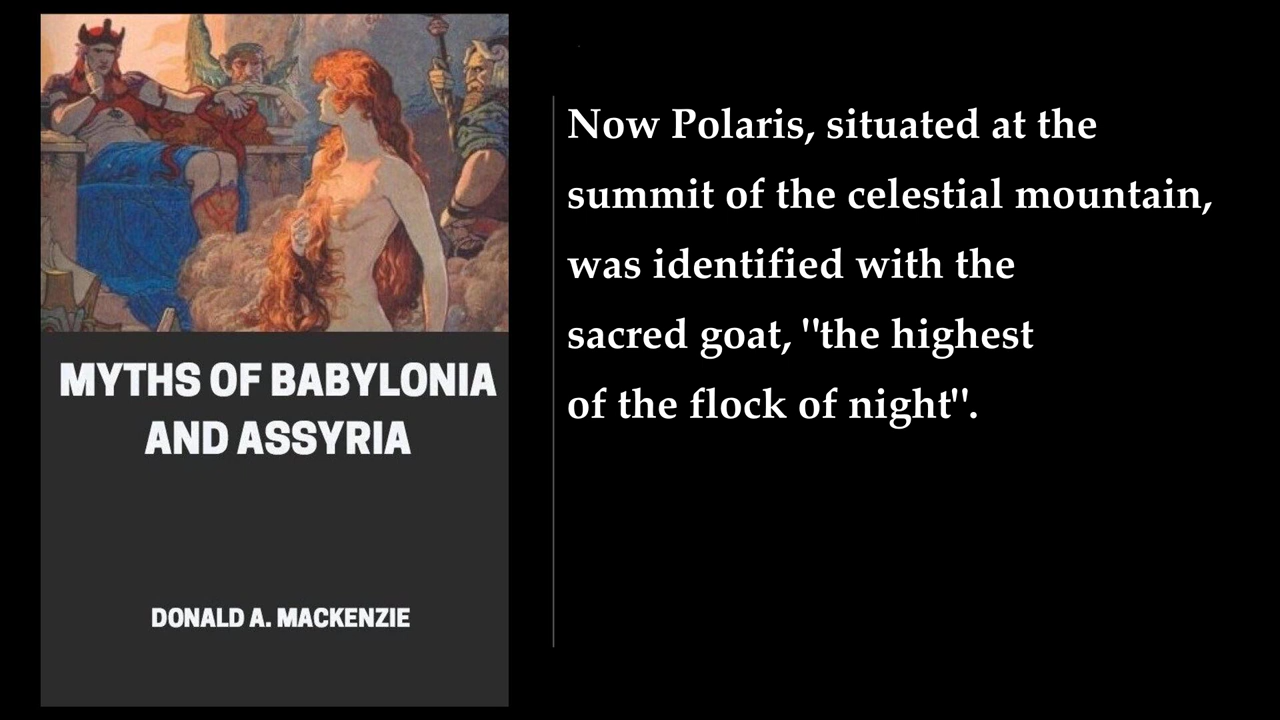 MYTHS OF BABYLONIA
AND ASSYRIA
DONALD A. MACKENZIE
Now Polaris, situated at the
summit of the celestial mountain,
was identified with the
sacred goat, "the highest
of the flock of night".